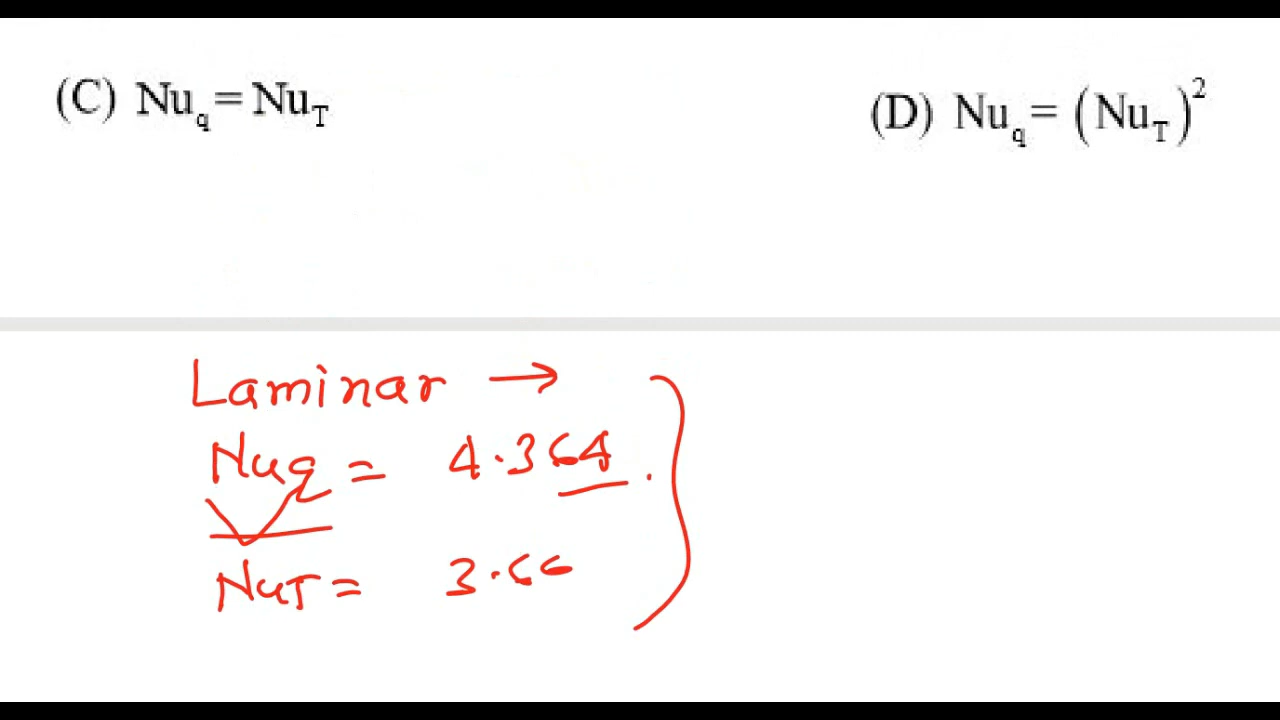 (C) Nu_q = Nu_T
(D) Nu_q = (Nu_T)^2
Laminar →
Nuq = 4.364.
NuT = 3.66